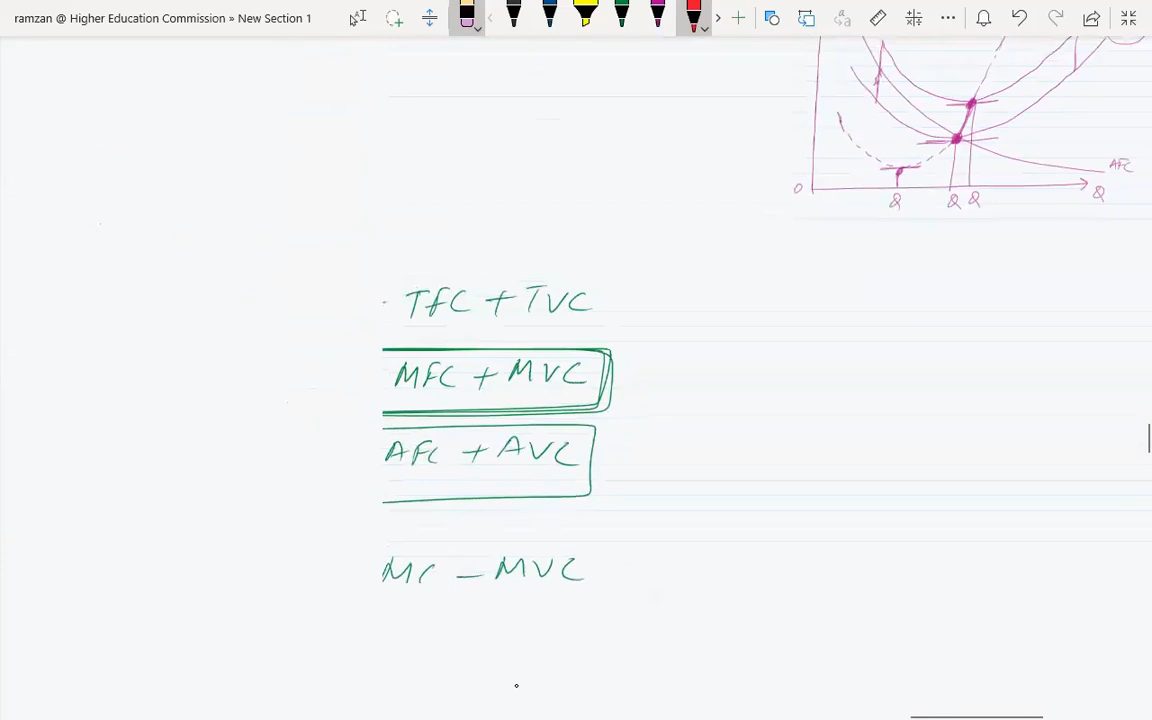 ramzan @ Higher Education Commission » New Section 1
AFC
O
Q
Q Q
Q
TFC + TVC
MFC + MVC
AFC + AVC
MC - MVC